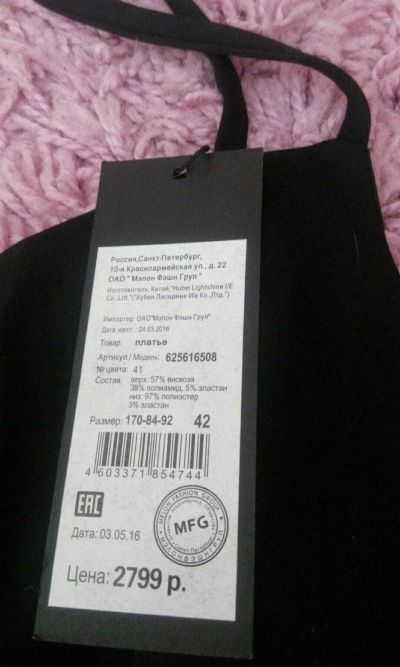 Россия,Санкт-Петербург,
10-я Красноармейская ул., д. 22
ОАО " Мэлон Фэшн Груп "
Изготовитель: Китай,"Hubei Lightshine I/E
Co.,Ltd."("Хубеи Лисцшине И/е Ко.,Лтд.")
Импортер: ОАО"Мэлон Фэшн Груп"
Дата изгот.: 24.03.2016
Товар: платье
Артикул / Модель: 625616508
№ цвета: 41
Состав: верх: 57% вискоза
38% полиамид, 5% эластан
низ: 97% полиэстер
3% эластан
Размер: 170-84-92 42
4 603371 854744
EAC
MELON FASHION GROUP
MFG
Дата: 03.05.16
Цена: 2799 р.